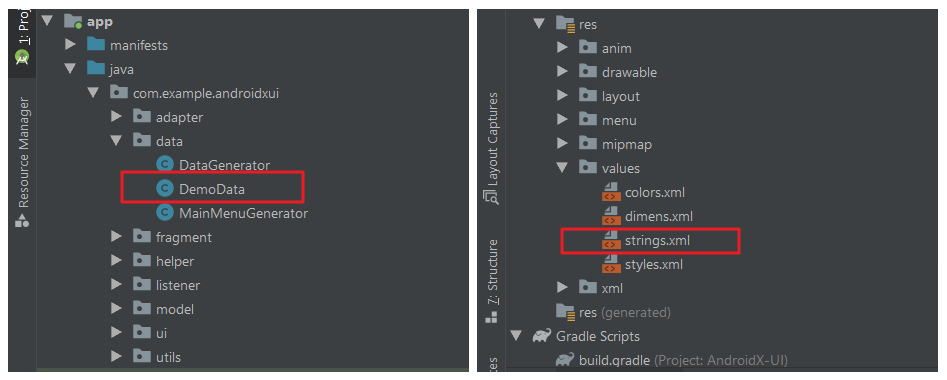 1: Proj
Resource Manager
app
manifests
java
com.example.androidxui
adapter
data
DataGenerator
DemoData
MainMenuGenerator
fragment
helper
listener
model
ui
utils
Layout Captures
7: Structure
res
anim
drawable
layout
menu
mipmap
values
colors.xml
dimens.xml
strings.xml
styles.xml
xml
res (generated)
Gradle Scripts
build.gradle (Project: AndroidX-UI)